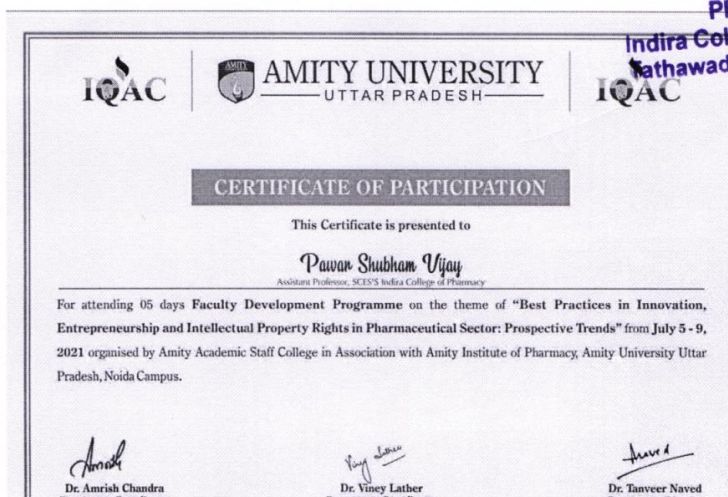 Indira Col
AMITY
IQAC
AMITY UNIVERSITY
UTTAR PRADESH
IQAC
CERTIFICATE OF PARTICIPATION
This Certificate is presented to
Pawan Shubham Vijay
Assistant Professor, SCES'S Indira College of Pharmacy
For attending 05 days Faculty Development Programme on the theme of "Best Practices in Innovation,
Entrepreneurship and Intellectual Property Rights in Pharmaceutical Sector: Prospective Trends" from July 5 - 9,
2021 organised by Amity Academic Staff College in Association with Amity Institute of Pharmacy, Amity University Uttar
Pradesh, Noida Campus.
Dr. Amrish Chandra
Dr. Viney Lather
Dr. Tanveer Naved